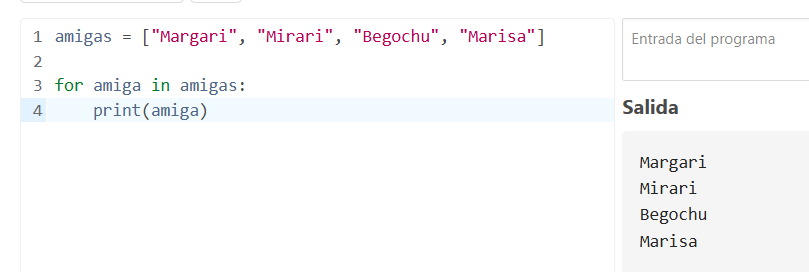 1 amigas = ["Margari", "Mirari", "Begochu", "Marisa"]
2
3 for amiga in amigas:
4     print(amiga)
Entrada del programa
Salida
Margari
Mirari
Begochu
Marisa